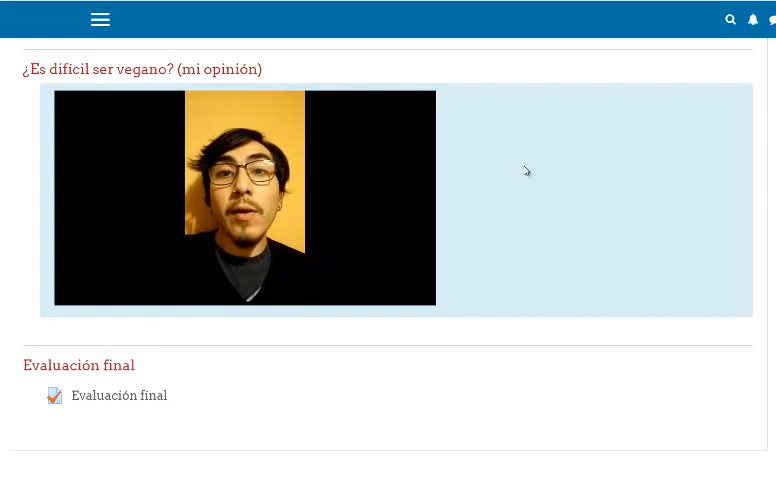 ¿Es difícil ser vegano? (mi opinión)
Evaluación final
Evaluación final